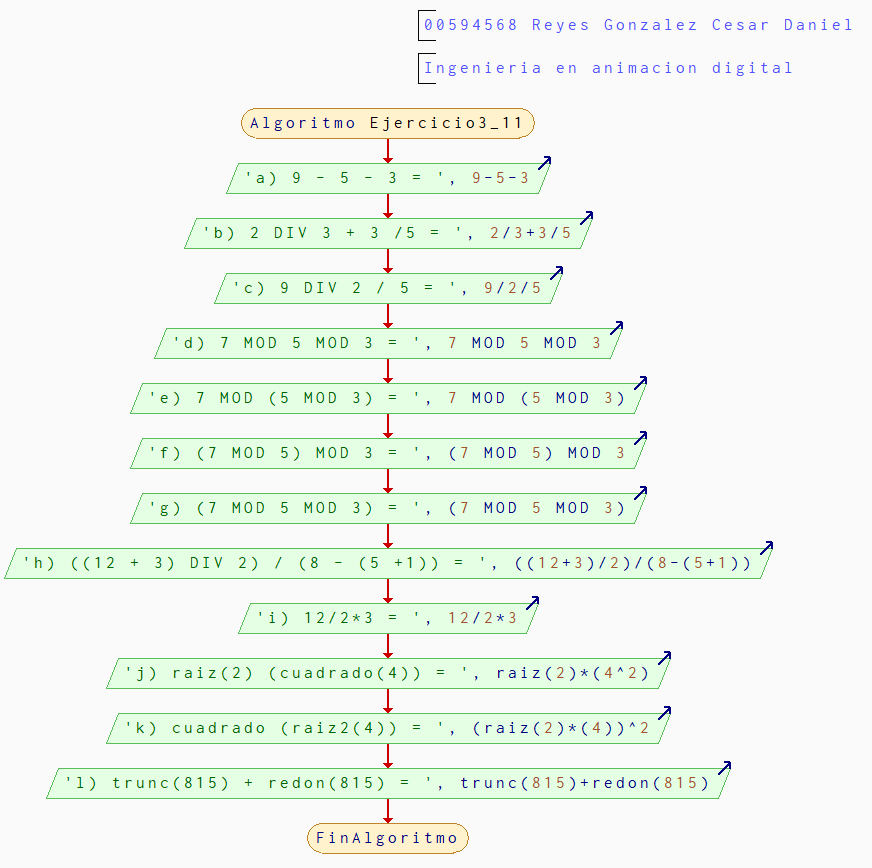 00594568 Reyes Gonzalez Cesar Daniel
Ingenieria en animacion digital
Algoritmo Ejercicio3_11
'a) 9 - 5 - 3 = ', 9-5-3
'b) 2 DIV 3 + 3 /5 = ', 2/3+3/5
'c) 9 DIV 2 / 5 = ', 9/2/5
'd) 7 MOD 5 MOD 3 = ', 7 MOD 5 MOD 3
'e) 7 MOD (5 MOD 3) = ', 7 MOD (5 MOD 3)
'f) (7 MOD 5) MOD 3 = ', (7 MOD 5) MOD 3
'g) (7 MOD 5 MOD 3) = ', (7 MOD 5 MOD 3)
'h) ((12 + 3) DIV 2) / (8 - (5 +1)) = ', ((12+3)/2)/(8-(5+1))
'i) 12/2*3 = ', 12/2*3
'j) raiz(2) (cuadrado(4)) = ', raiz(2)*(4^2)
'k) cuadrado (raiz2(4)) = ', (raiz(2)*(4))^2
'l) trunc(815) + redon(815) = ', trunc(815)+redon(815)
FinAlgoritmo